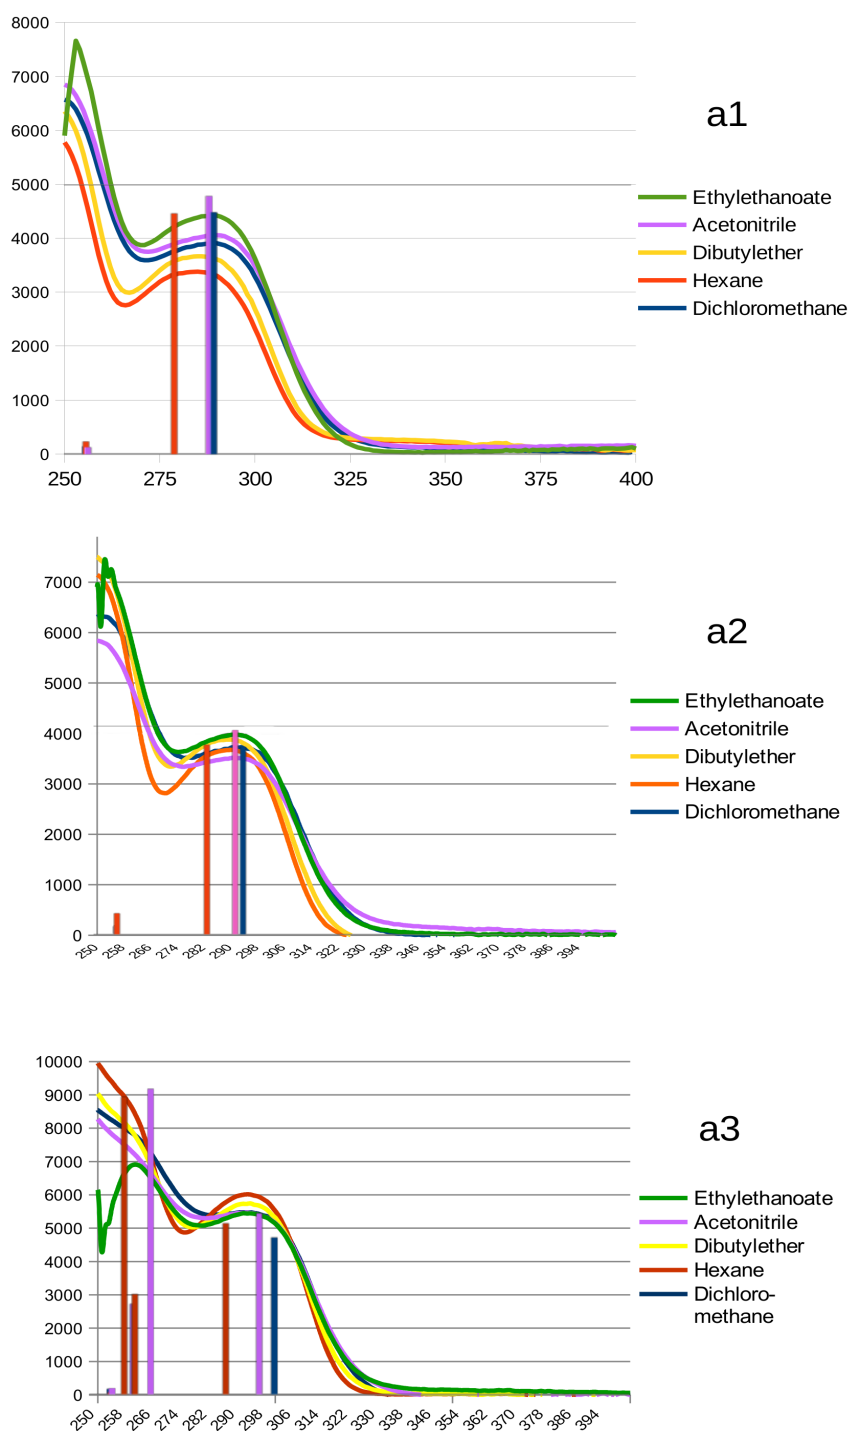 8000
7000
6000
5000
4000
3000
2000
1000
0
250 275 300 325 350 375 400
a1
Ethylethanoate
Acetonitrile
Dibutylether
Hexane
Dichloromethane
7000
6000
5000
4000
3000
2000
1000
0
250 258 266 274 282 290 298 306 314 322 330 338 346 354 362 370 378 386 394
a2
Ethylethanoate
Acetonitrile
Dibutylether
Hexane
Dichloromethane
10000
9000
8000
7000
6000
5000
4000
3000
2000
1000
0
250 258 266 274 282 290 298 306 314 322 330 338 346 354 362 370 378 386 394
a3
Ethylethanoate
Acetonitrile
Dibutylether
Hexane
Dichloro-
methane